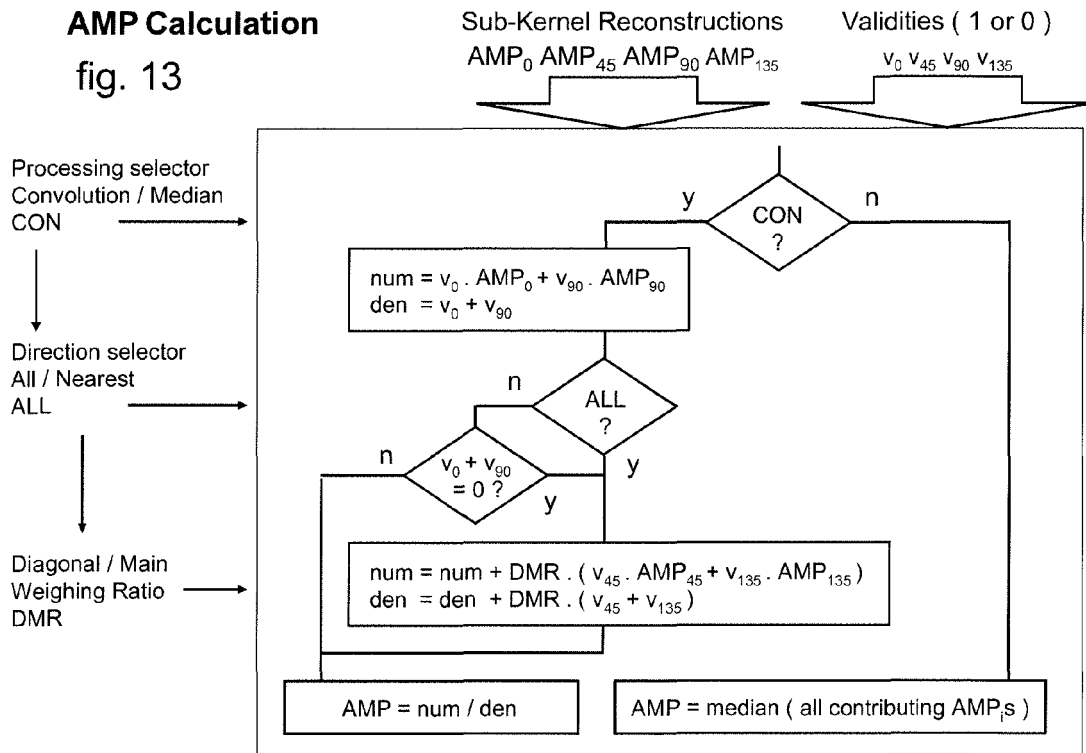 AMP Calculation
fig. 13
Sub-Kernel Reconstructions
AMP₀ AMP₄₅ AMP₉₀ AMP₁₃₅
Validities ( 1 or 0 )
v₀ v₄₅ v₉₀ v₁₃₅
Processing selector
Convolution / Median
CON
y
CON
?
n
num = v₀ . AMP₀ + v₉₀ . AMP₉₀
den = v₀ + v₉₀
Direction selector
All / Nearest
ALL
n
ALL
?
y
n
v₀ + v₉₀
= 0 ?
y
Diagonal / Main
Weighing Ratio
DMR
num = num + DMR . ( v₄₅ . AMP₄₅ + v₁₃₅ . AMP₁₃₅ )
den = den + DMR . ( v₄₅ + v₁₃₅ )
AMP = num / den
AMP = median ( all contributing AMPᵢs )